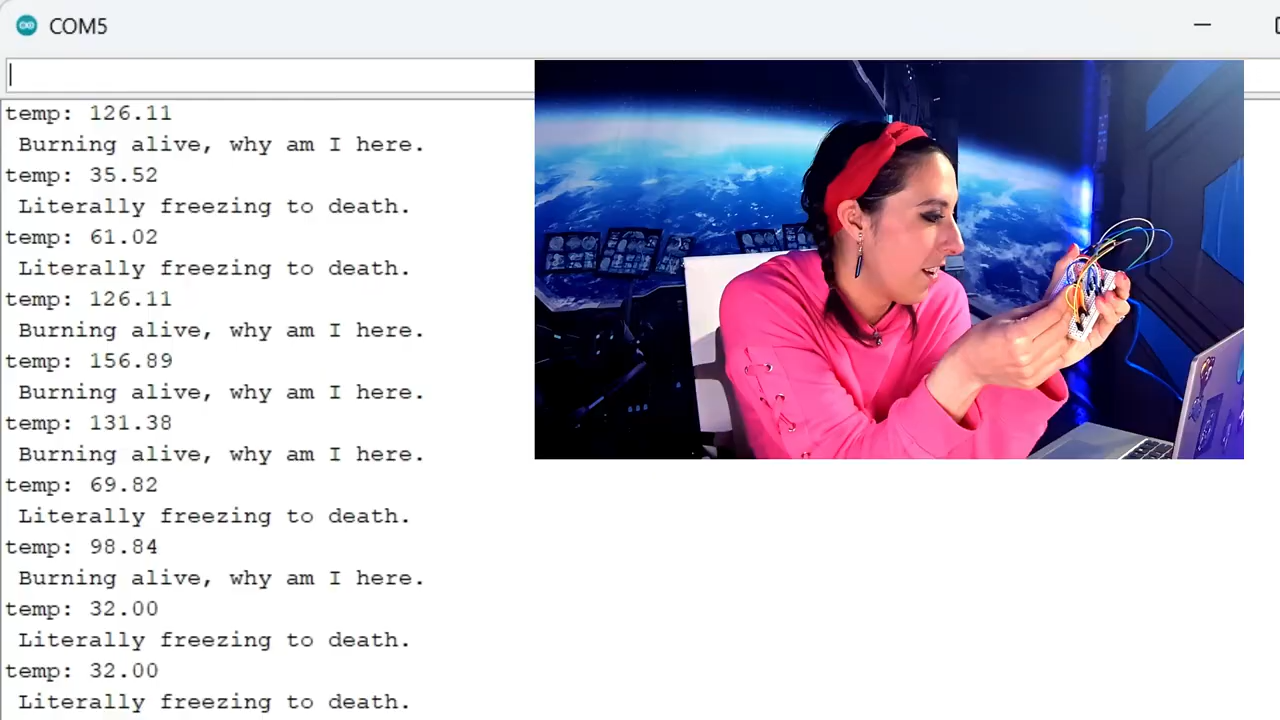 COM5
temp: 126.11
Burning alive, why am I here.
temp: 35.52
Literally freezing to death.
temp: 61.02
Literally freezing to death.
temp: 126.11
Burning alive, why am I here.
temp: 156.89
Burning alive, why am I here.
temp: 131.38
Burning alive, why am I here.
temp: 69.82
Literally freezing to death.
temp: 98.84
Burning alive, why am I here.
temp: 32.00
Literally freezing to death.
temp: 32.00
Literally freezing to death.